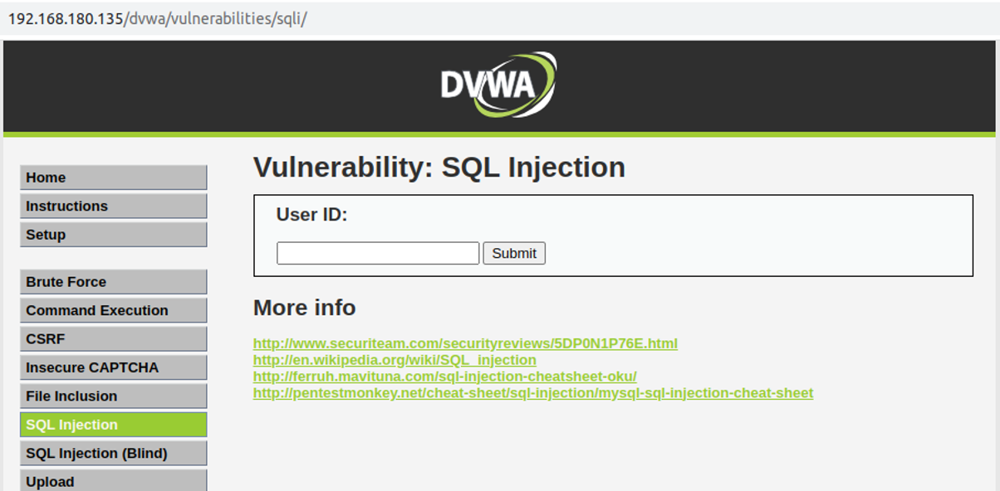 192.168.180.135/dvwa/vulnerabilities/sqli/
DVWA
Home
Instructions
Setup
Brute Force
Command Execution
CSRF
Insecure CAPTCHA
File Inclusion
SQL Injection
SQL Injection (Blind)
Upload
Vulnerability: SQL Injection
User ID:
Submit
More info
http://www.securiteam.com/securityreviews/5DP0N1P76E.html
http://en.wikipedia.org/wiki/SQL_injection
http://ferruh.mavituna.com/sql-injection-cheatsheet-oku/
http://pentestmonkey.net/cheat-sheet/sql-injection/mysql-sql-injection-cheat-sheet